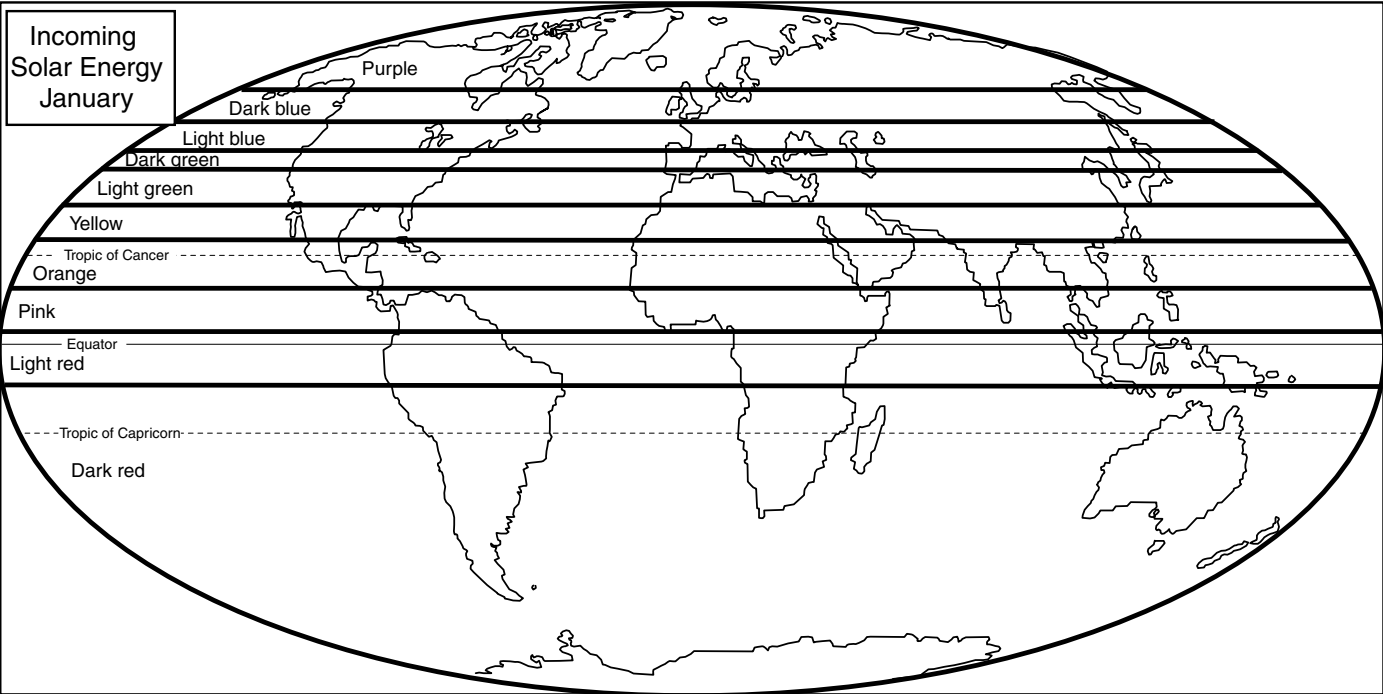 Incoming
Solar Energy
January
Purple
Dark blue
Light blue
Dark green
Light green
Yellow
Tropic of Cancer
Orange
Pink
Equator
Light red
Tropic of Capricorn
Dark red